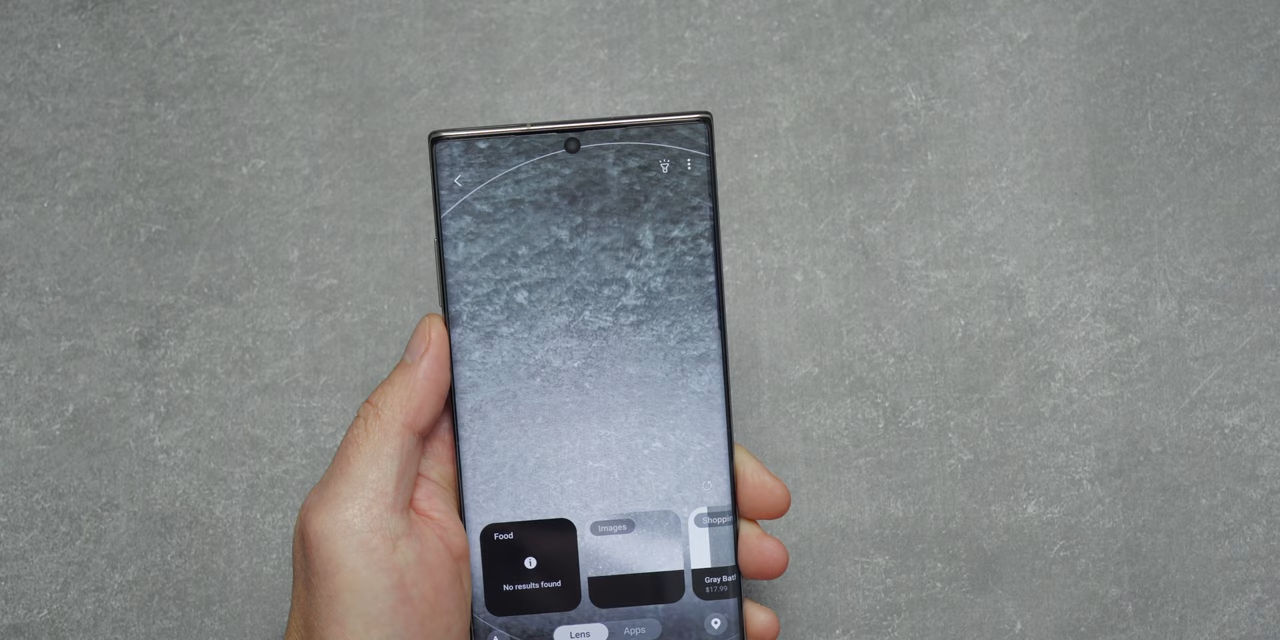 Food
No results found
Images
Shoppin
Gray Bat
$17.99
Lens
Apps